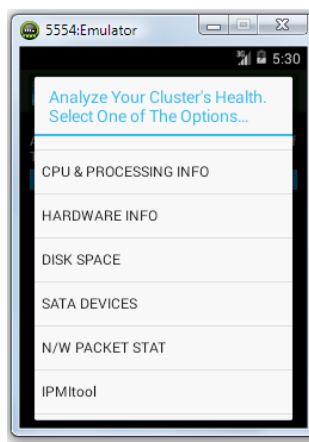 5554:Emulator
3G 5:30
Analyze Your Cluster's Health.
Select One of The Options...
CPU & PROCESSING INFO
HARDWARE INFO
DISK SPACE
SATA DEVICES
N/W PACKET STAT
IPMItool